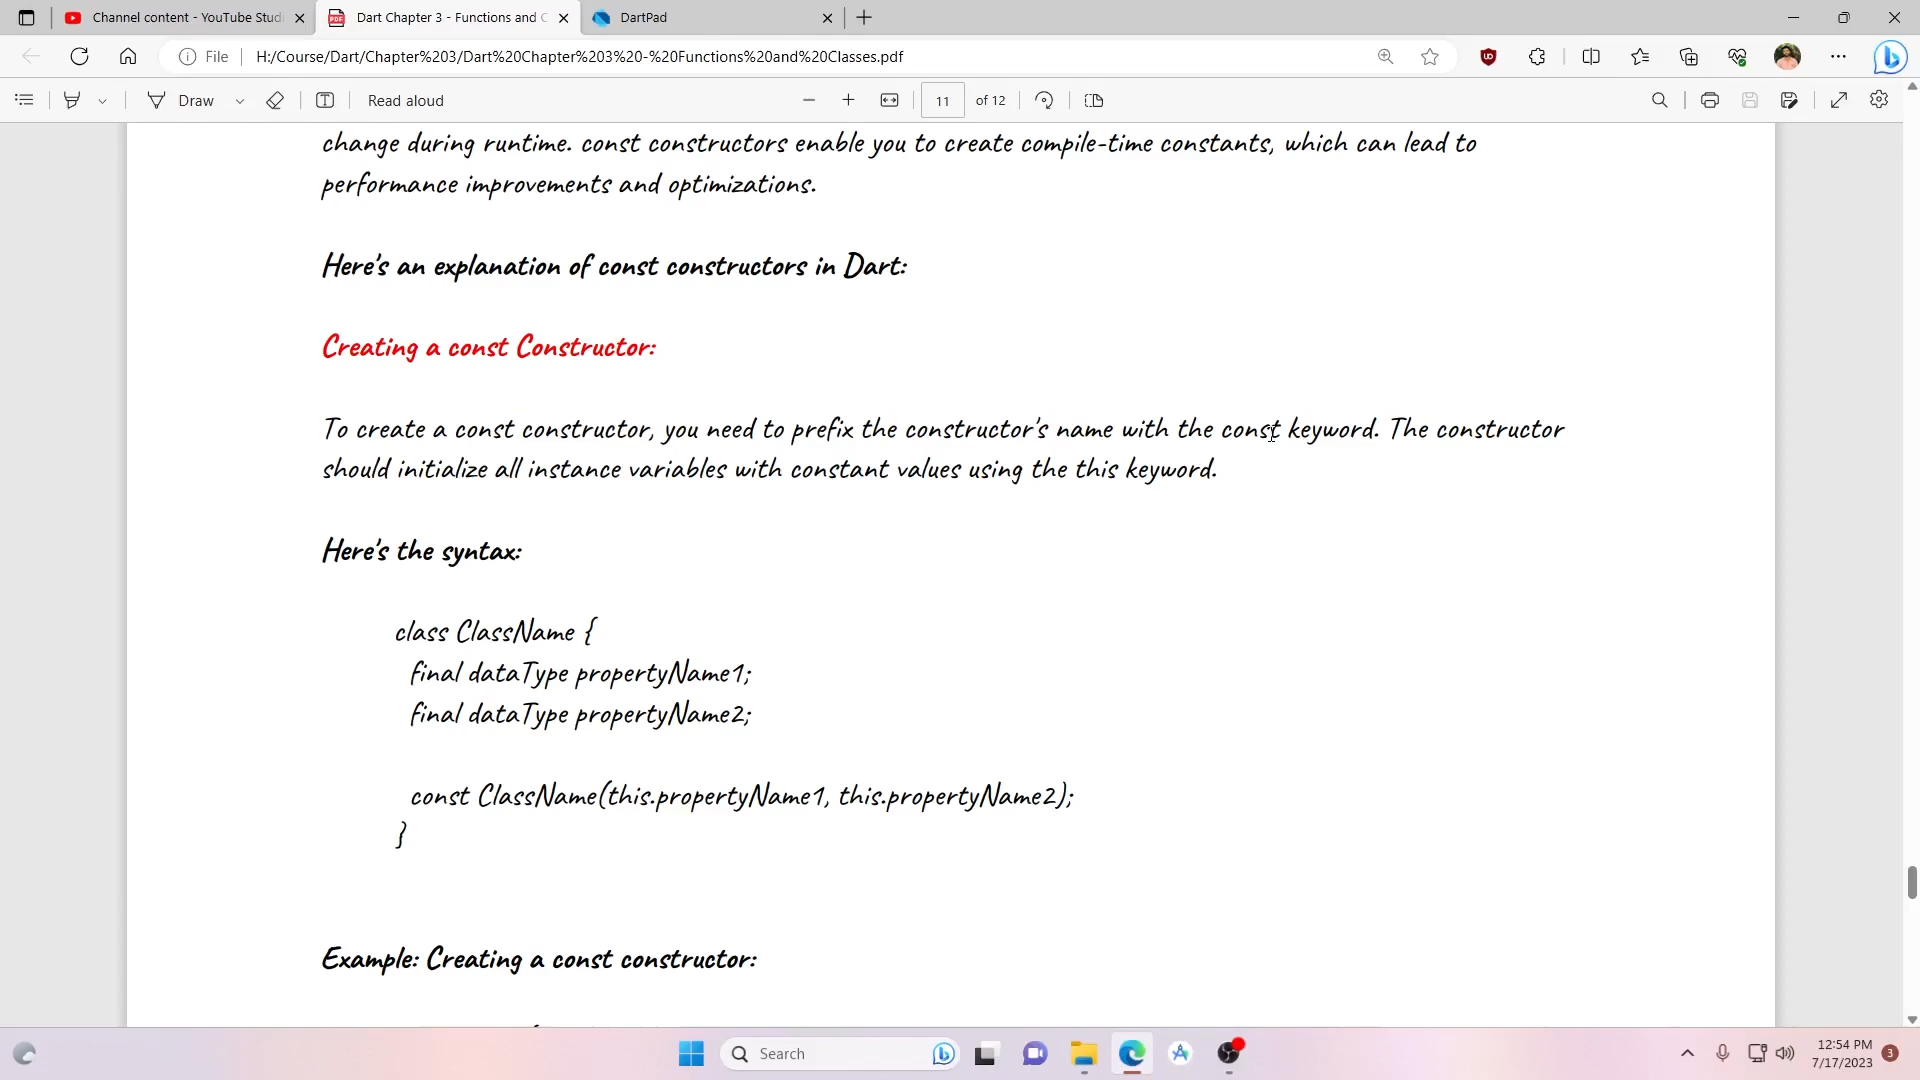 Channel content - YouTube Studi
Dart Chapter 3 - Functions and C
DartPad
File
H:/Course/Dart/Chapter%203/Dart%20Chapter%203%20-%20Functions%20and%20Classes.pdf
Draw
Read aloud
11
of 12
change during runtime. const constructors enable you to create compile-time constants, which can lead to
performance improvements and optimizations.
Here's an explanation of const constructors in Dart:
Creating a const Constructor:
To create a const constructor, you need to prefix the constructor's name with the const keyword. The constructor
should initialize all instance variables with constant values using the this keyword.
Here's the syntax:
class ClassName {
final dataType propertyName1;
final dataType propertyName2;
const ClassName(this.propertyName1, this.propertyName2);
}
Example: Creating a const constructor:
Search
12:54 PM
7/17/2023
3